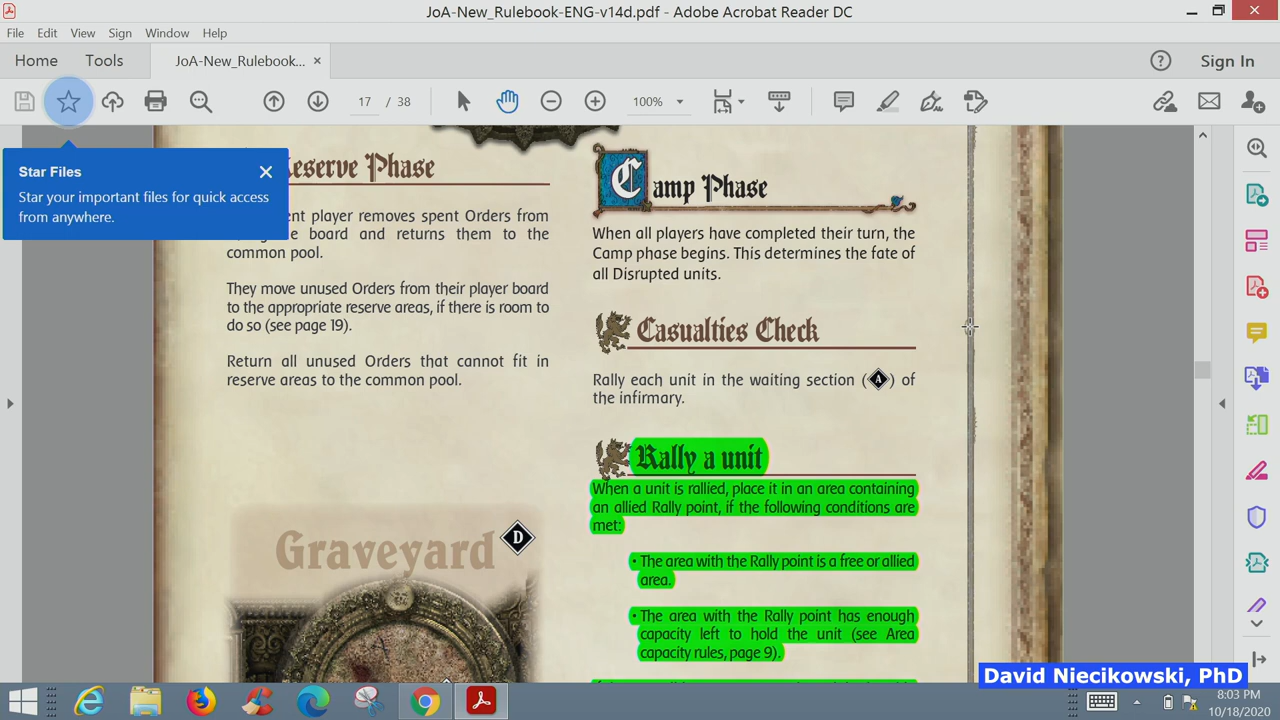 JoA-New_Rulebook-ENG-v14d.pdf - Adobe Acrobat Reader DC
File Edit View Sign Window Help
Home Tools JoA-New_Rulebook... × Sign In
17 / 38 100%
Star Files
Star your important files for quick access
from anywhere.
eserve Phase
ent player removes spent Orders from
board and returns them to the
common pool.
They move unused Orders from their player board
to the appropriate reserve areas, if there is room to
do so (see page 19).
Return all unused Orders that cannot fit in
reserve areas to the common pool.
Graveyard D
Camp Phase
When all players have completed their turn, the
Camp phase begins. This determines the fate of
all Disrupted units.
Casualties Check
Rally each unit in the waiting section (A) of
the infirmary.
Rally a unit
When a unit is rallied, place it in an area containing
an allied Rally point, if the following conditions are
met:
• The area with the Rally point is a free or allied
area.
• The area with the Rally point has enough
capacity left to hold the unit (see Area
capacity rules, page 9).
David Niecikowski, PhD
8:03 PM
10/18/2020